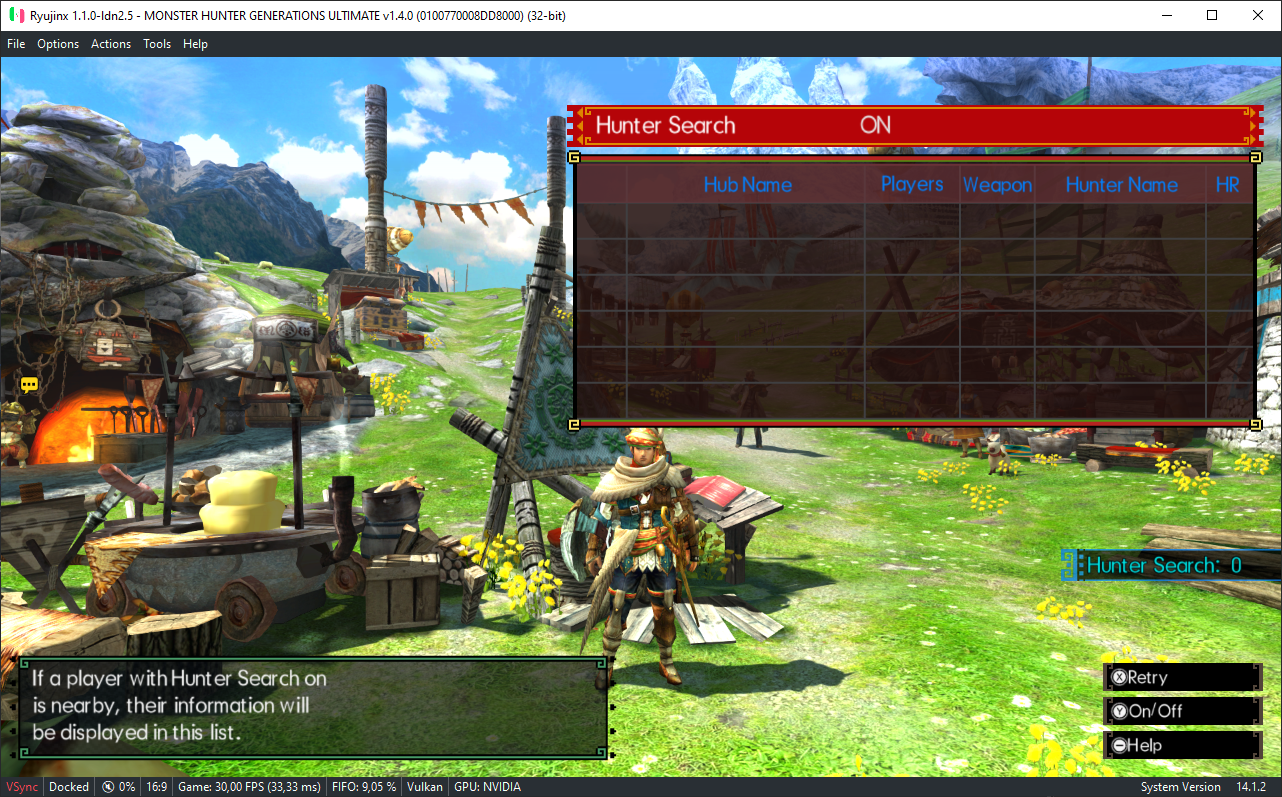 Ryujinx 1.1.0-ldn2.5 - MONSTER HUNTER GENERATIONS ULTIMATE v1.4.0 (0100770008DD8000) (32-bit)
File Options Actions Tools Help
Hunter Search ON
Hub Name Players Weapon Hunter Name HR
Hunter Search: 0
If a player with Hunter Search on
is nearby, their information will
be displayed in this list.
ⓧRetry
ⓨOn/Off
⊖Help
VSync Docked 0% 16:9 Game: 30,00 FPS (33,33 ms) FIFO: 9,05 % Vulkan GPU: NVIDIA System Version 14.1.2